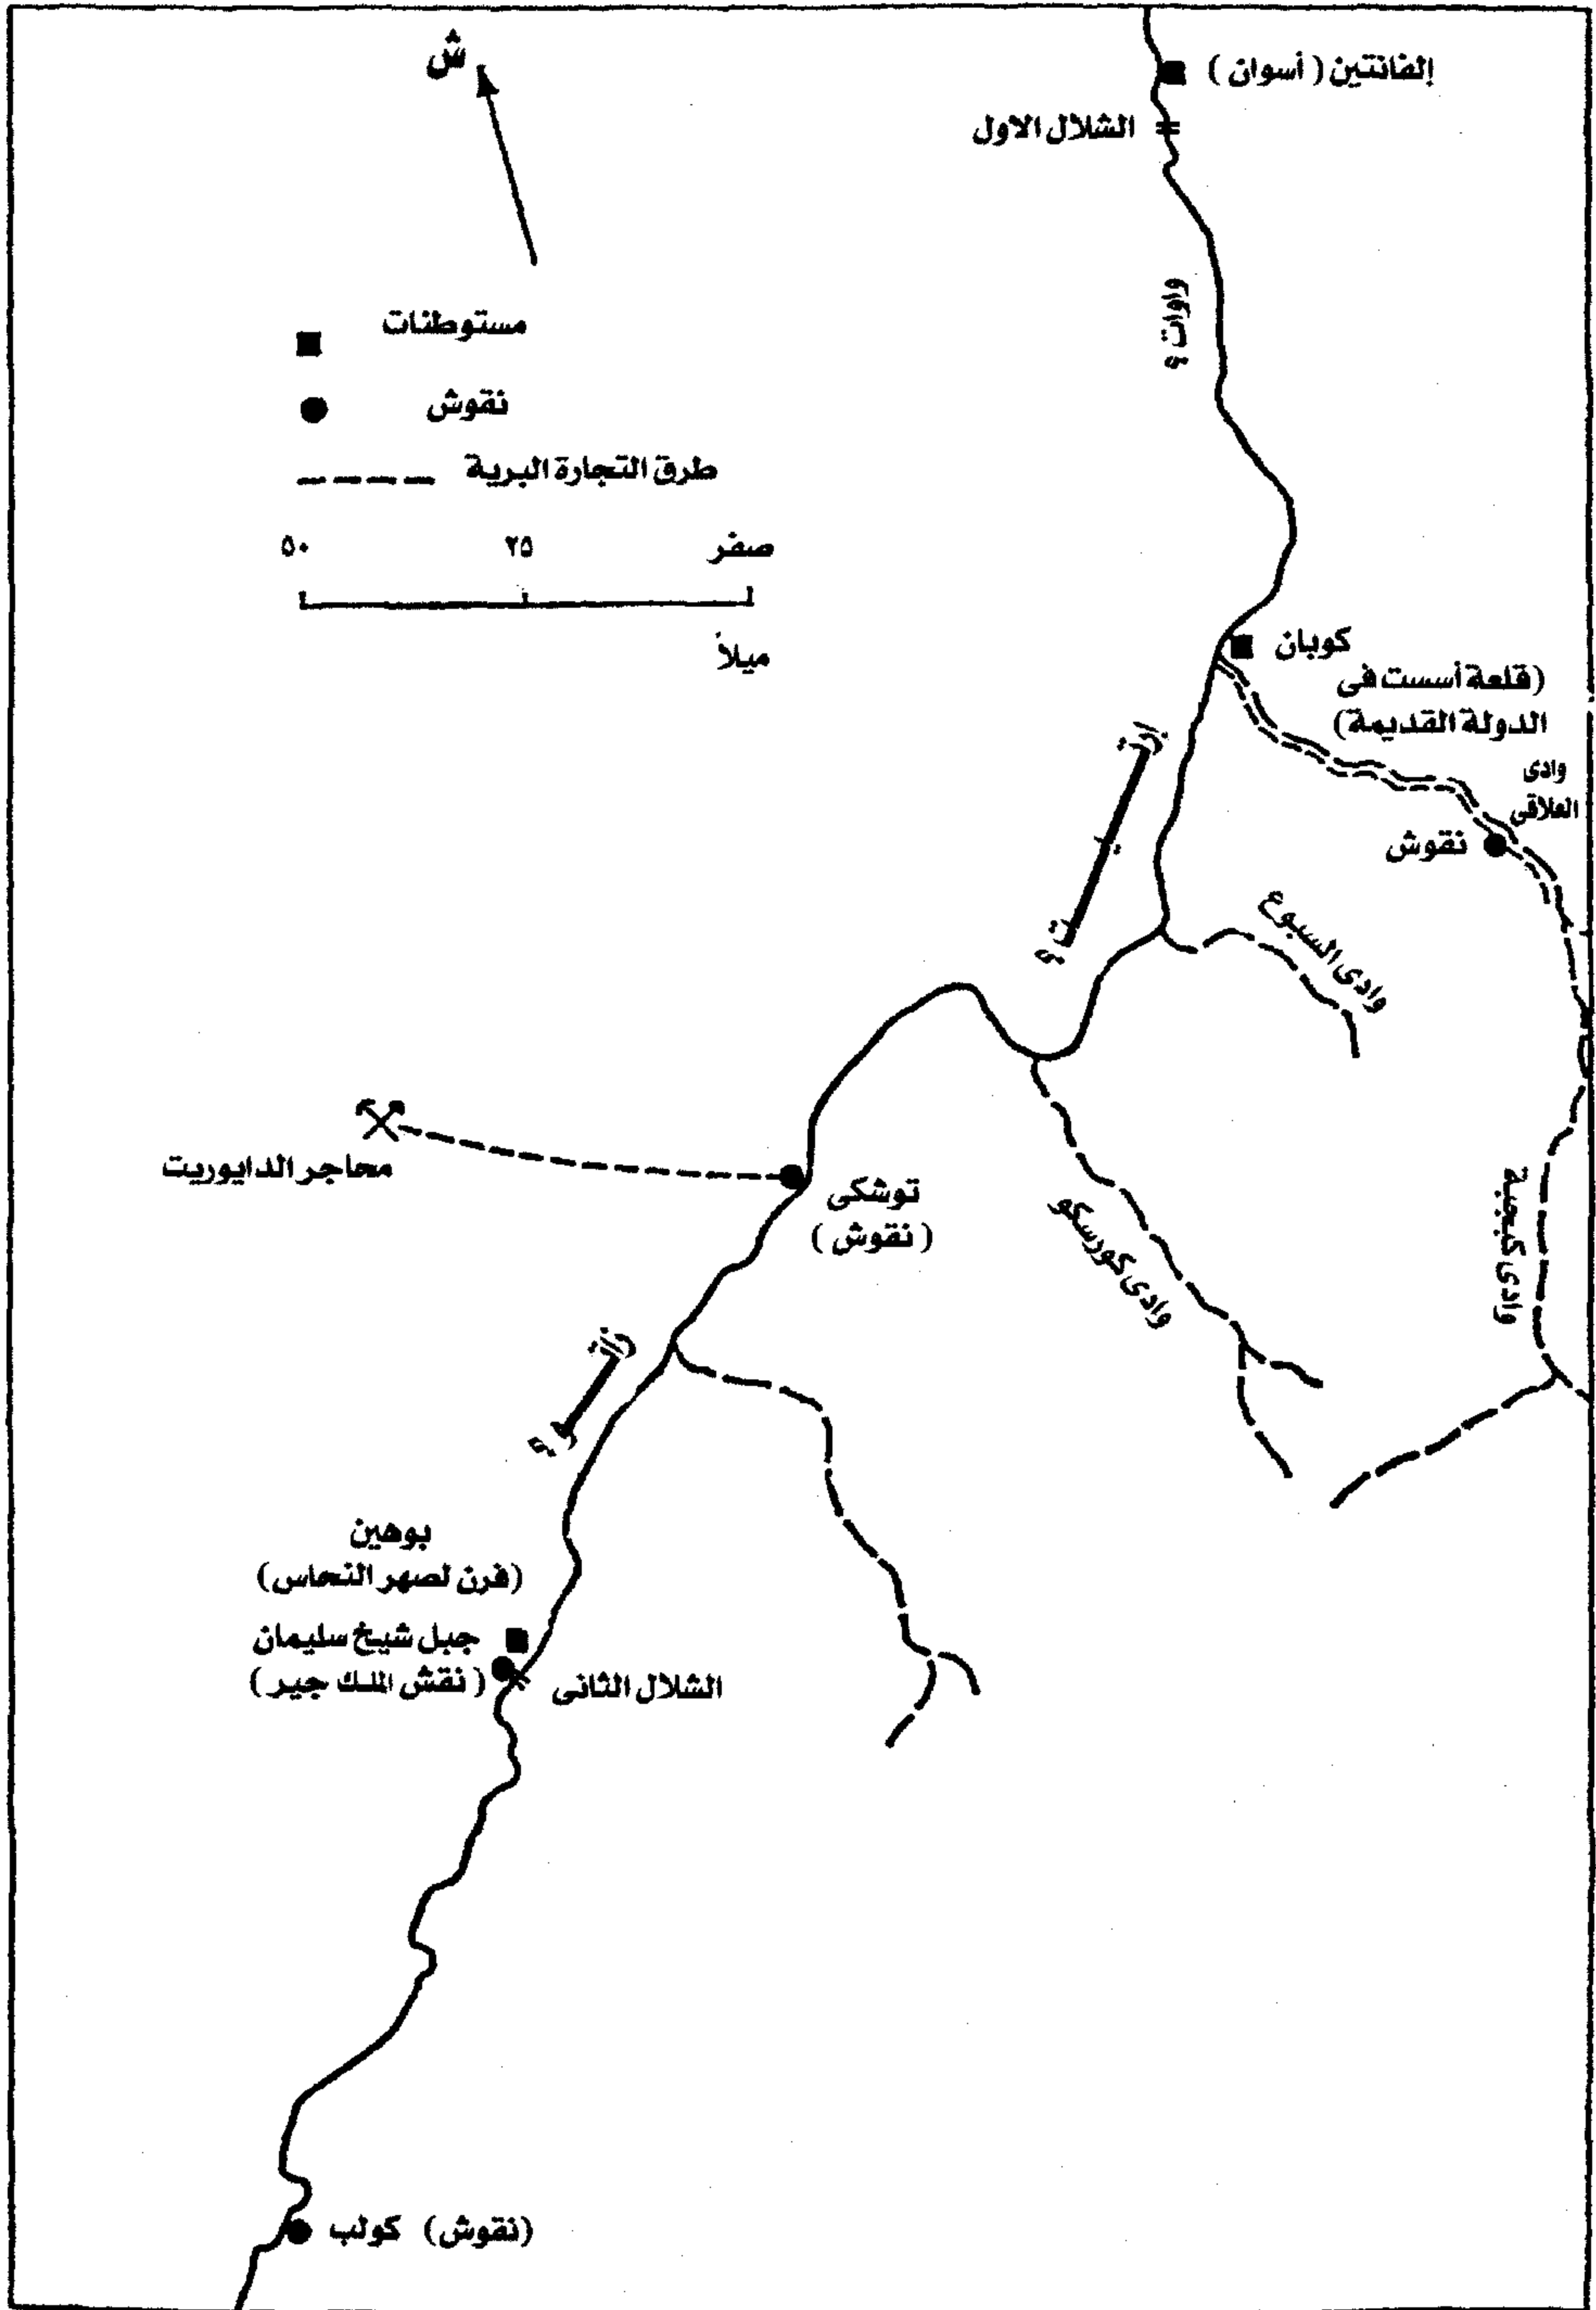 ش
إلفانتين (أسوان)
الشلال الاول
واوات ؟
مستوطنات
نقوش
طرق التجارة البرية
صفر ٢٥ ٥٠
ميلاً
كوبان
(قلعة أسست فى
الدولة القديمة)
وادى
العلاقى
نقوش
وادى السبوع
محاجر الدايوريت
توشكى
(نقوش)
وادى كورسكو
بوهين
(فرن لصهر النحاس)
جبل شيخ سليمان
(نقش الملك جير)
الشلال الثانى
كولب (نقوش)